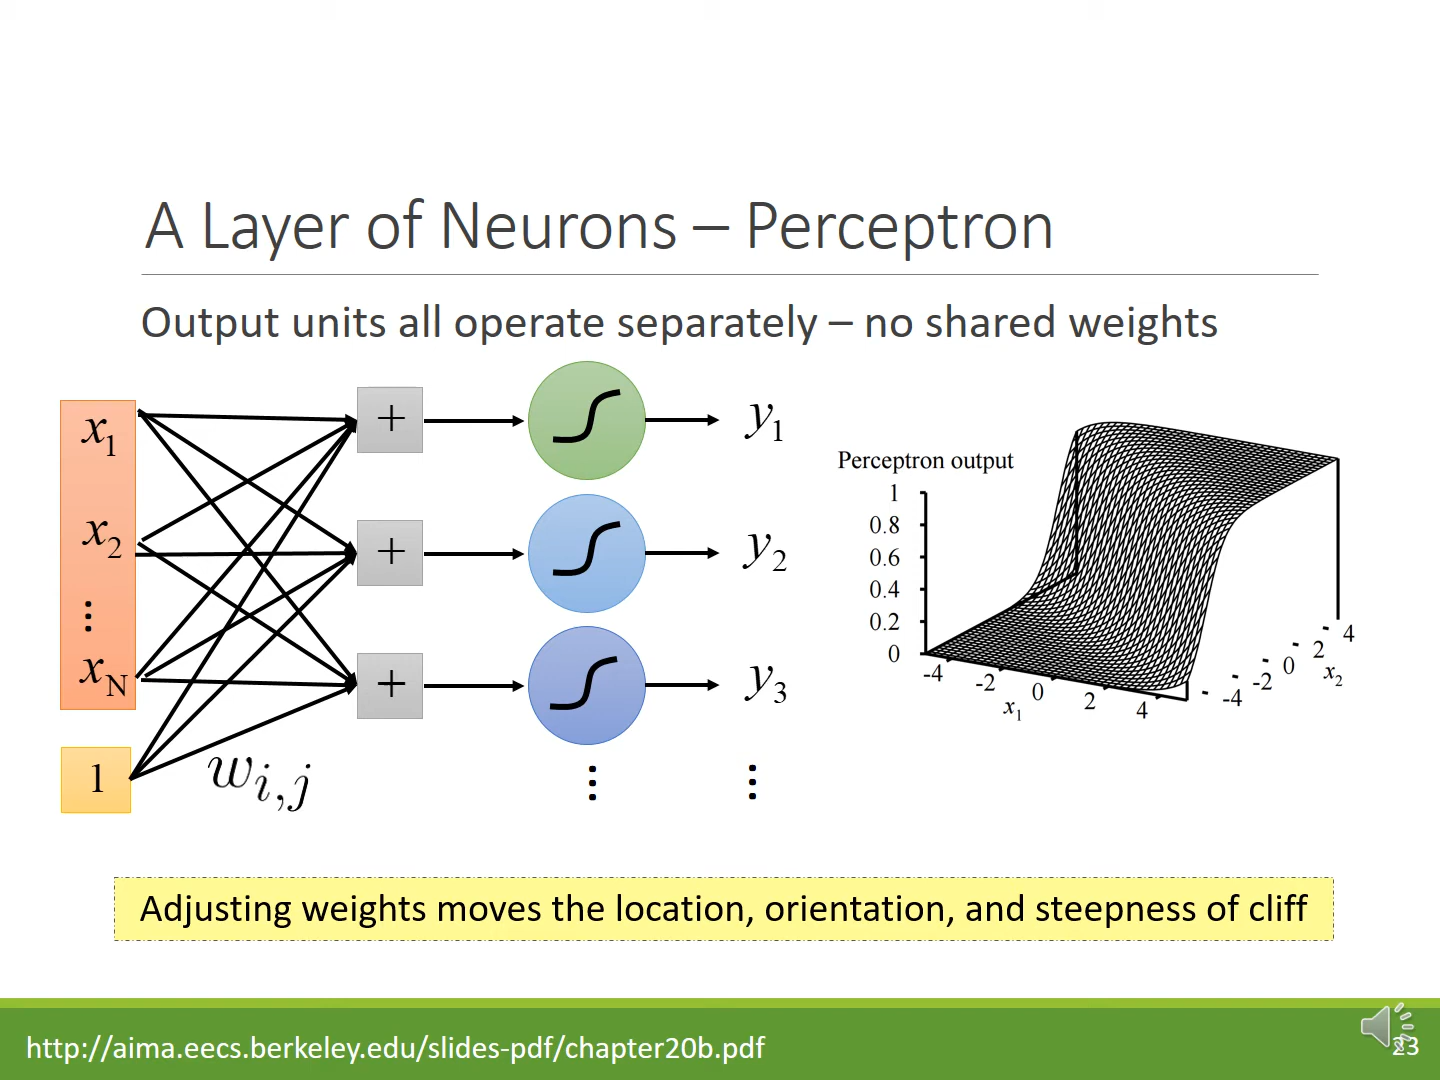 A Layer of Neurons – Perceptron
Output units all operate separately – no shared weights
x1
x2
⋮
xN
1
+
+
+
wi,j
y1
y2
y3
⋮
⋮
Perceptron output
1
0.8
0.6
0.4
0.2
0
-4 -2 0 2 4
x1
-4 -2 0 2 4
x2
Adjusting weights moves the location, orientation, and steepness of cliff
http://aima.eecs.berkeley.edu/slides-pdf/chapter20b.pdf
23